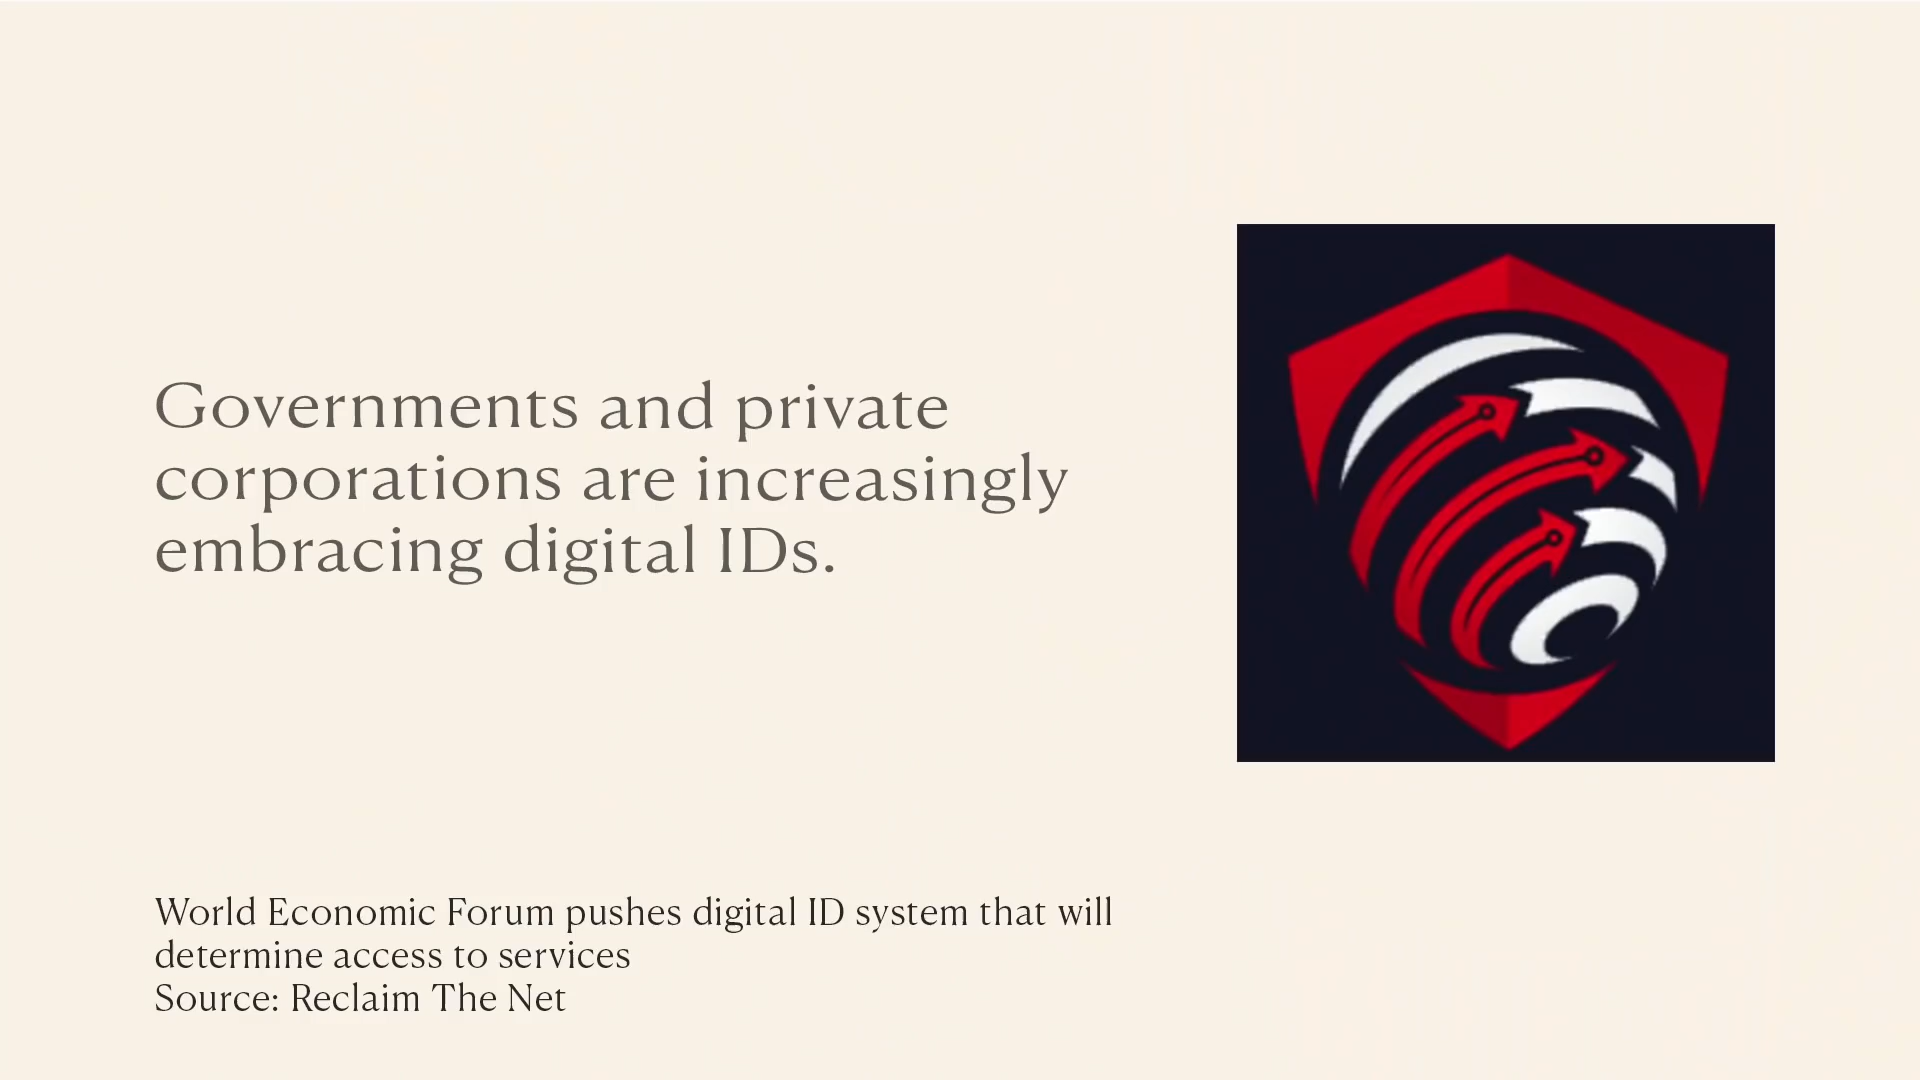 Governments and private
corporations are increasingly
embracing digital IDs.
World Economic Forum pushes digital ID system that will
determine access to services
Source: Reclaim The Net